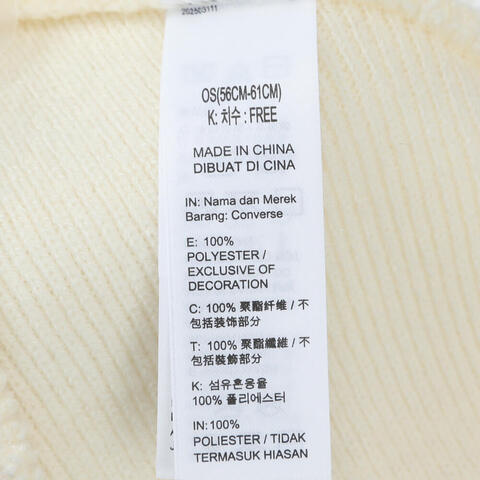 202503111
OS(56CM-61CM)
K: 치수 : FREE
MADE IN CHINA
DIBUAT DI CINA
IN: Nama dan Merek
Barang: Converse
E: 100%
POLYESTER /
EXCLUSIVE OF
DECORATION
C: 100% 聚酯纤维 / 不
包括装饰部分
T: 100% 聚酯纖維 / 不
包括裝飾部分
K: 섬유혼용율
100% 폴리에스터
IN: 100%
POLIESTER / TIDAK
TERMASUK HIASAN